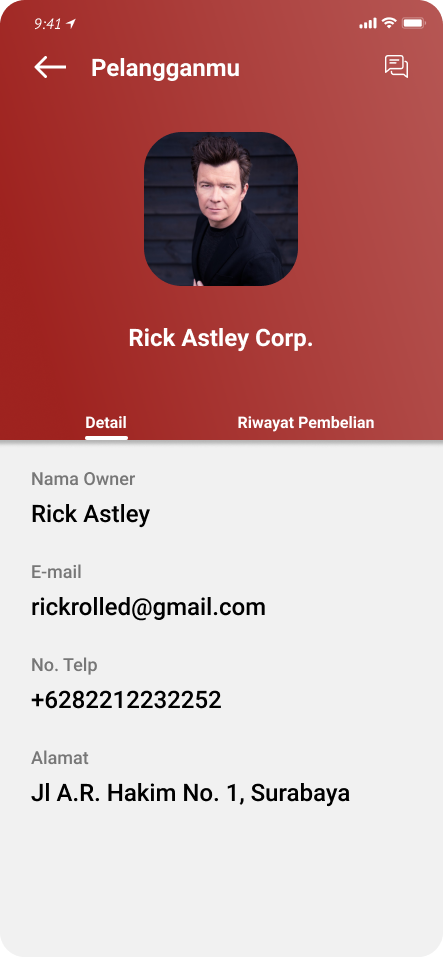 9:41
Pelangganmu
Rick Astley Corp.
Detail
Riwayat Pembelian
Nama Owner
Rick Astley
E-mail
rickrolled@gmail.com
No. Telp
+6282212232252
Alamat
Jl A.R. Hakim No. 1, Surabaya